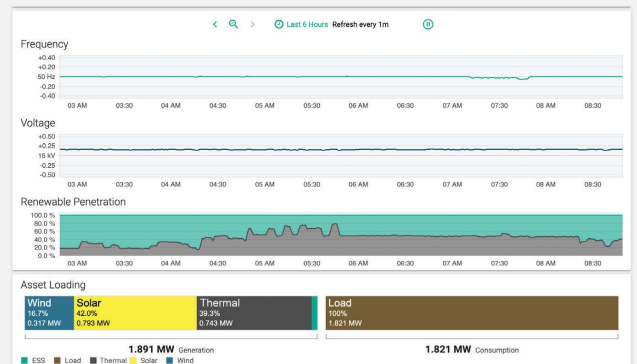 Last 6 Hours Refresh every 1m
Frequency
+0.40
+0.20
50 Hz
-0.20
-0.40
03 AM 03:30 04 AM 04:30 05 AM 05:30 06 AM 06:30 07 AM 07:30 08 AM 08:30
Voltage
+0.50
+0.25
15 kV
-0.25
-0.50
03 AM 03:30 04 AM 04:30 05 AM 05:30 06 AM 06:30 07 AM 07:30 08 AM 08:30
Renewable Penetration
100.0 %
80.0 %
60.0 %
40.0 %
20.0 %
0.0 %
03 AM 03:30 04 AM 04:30 05 AM 05:30 06 AM 06:30 07 AM 07:30 08 AM 08:30
Asset Loading
Wind Solar Thermal Load
16.7% 42.0% 39.3% 100%
0.317 MW 0.793 MW 0.743 MW 1.821 MW
1.891 MW Generation 1.821 MW Consumption
ESS Load Thermal Solar Wind